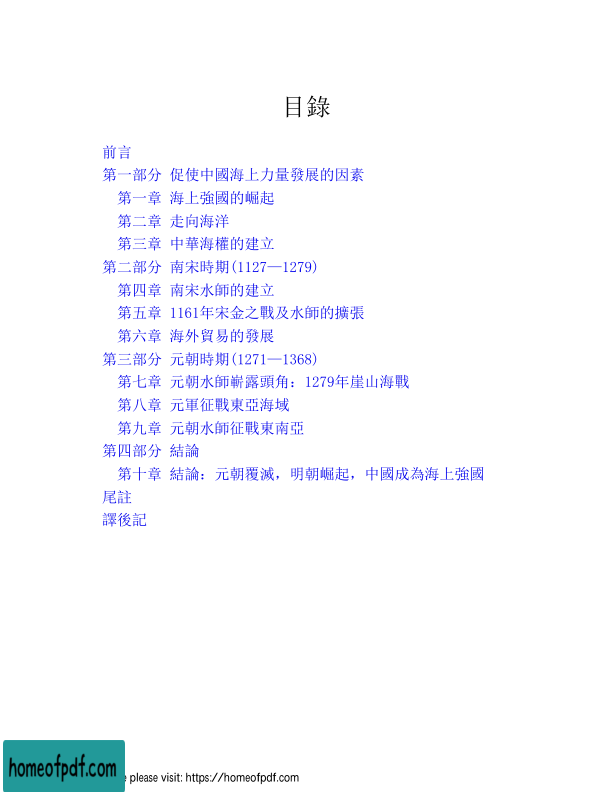 目錄
前言
第一部分 促使中國海上力量發展的因素
第一章 海上強國的崛起
第二章 走向海洋
第三章 中華海權的建立
第二部分 南宋時期(1127—1279)
第四章 南宋水師的建立
第五章 1161年宋金之戰及水師的擴張
第六章 海外貿易的發展
第三部分 元朝時期(1271—1368)
第七章 元朝水師嶄露頭角：1279年崖山海戰
第八章 元軍征戰東亞海域
第九章 元朝水師征戰東南亞
第四部分 結論
第十章 結論：元朝覆滅，明朝崛起，中國成為海上強國
尾註
譯後記
homeofpdf.com
please visit: https://homeofpdf.com